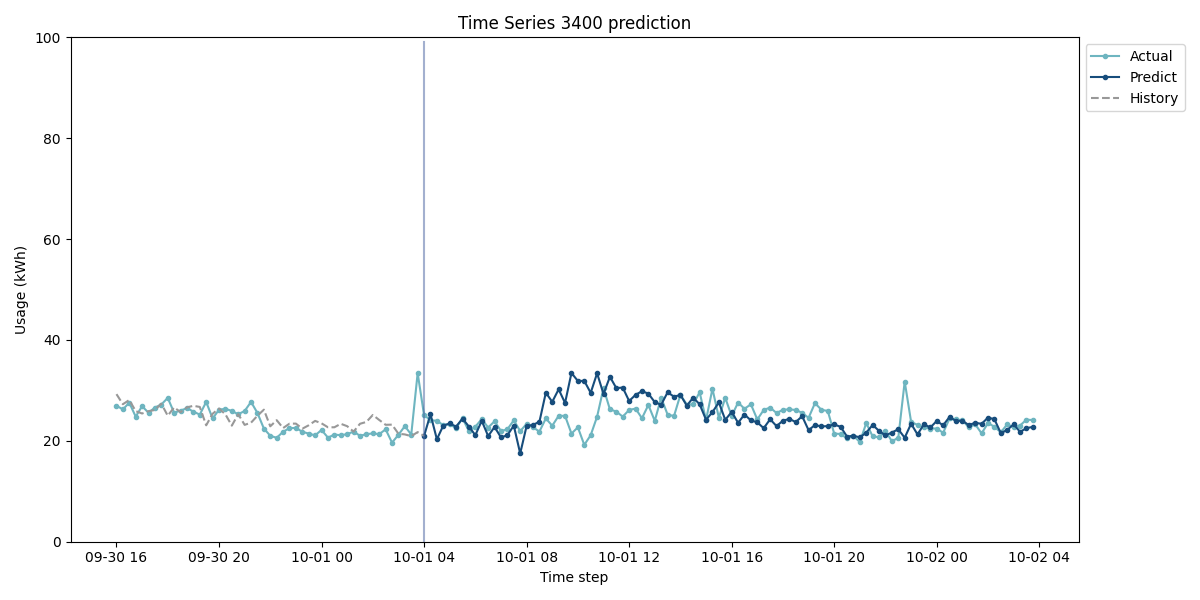 Time Series 3400 prediction
100
80
60
40
20
0
Usage (kWh)
09-30 16
09-30 20
10-01 00
10-01 04
10-01 08
10-01 12
10-01 16
10-01 20
10-02 00
10-02 04
Time step
Actual
Predict
History